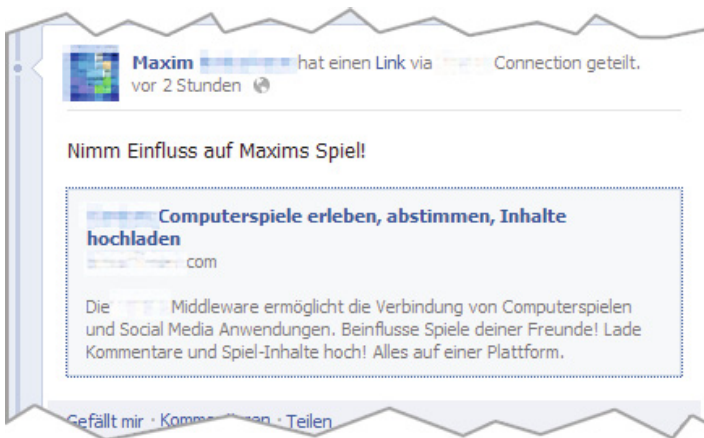 Maxim hat einen Link via Connection geteilt.
vor 2 Stunden
Nimm Einfluss auf Maxims Spiel!
Computerspiele erleben, abstimmen, Inhalte
hochladen
com
Die Middleware ermöglicht die Verbindung von Computerspielen
und Social Media Anwendungen. Beinflusse Spiele deiner Freunde! Lade
Kommentare und Spiel-Inhalte hoch! Alles auf einer Plattform.
Gefällt mir · Kommentieren · Teilen